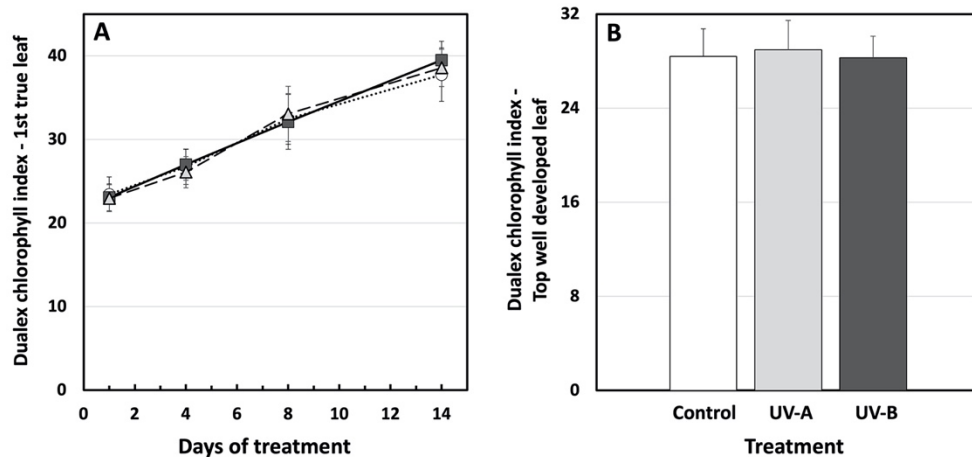 A
Dualex chlorophyll index - 1st true leaf
40
30
20
10
0
0 2 4 6 8 10 12 14
Days of treatment
B
Dualex chlorophyll index -
Top well developed leaf
32
24
16
8
0
Control UV-A UV-B
Treatment